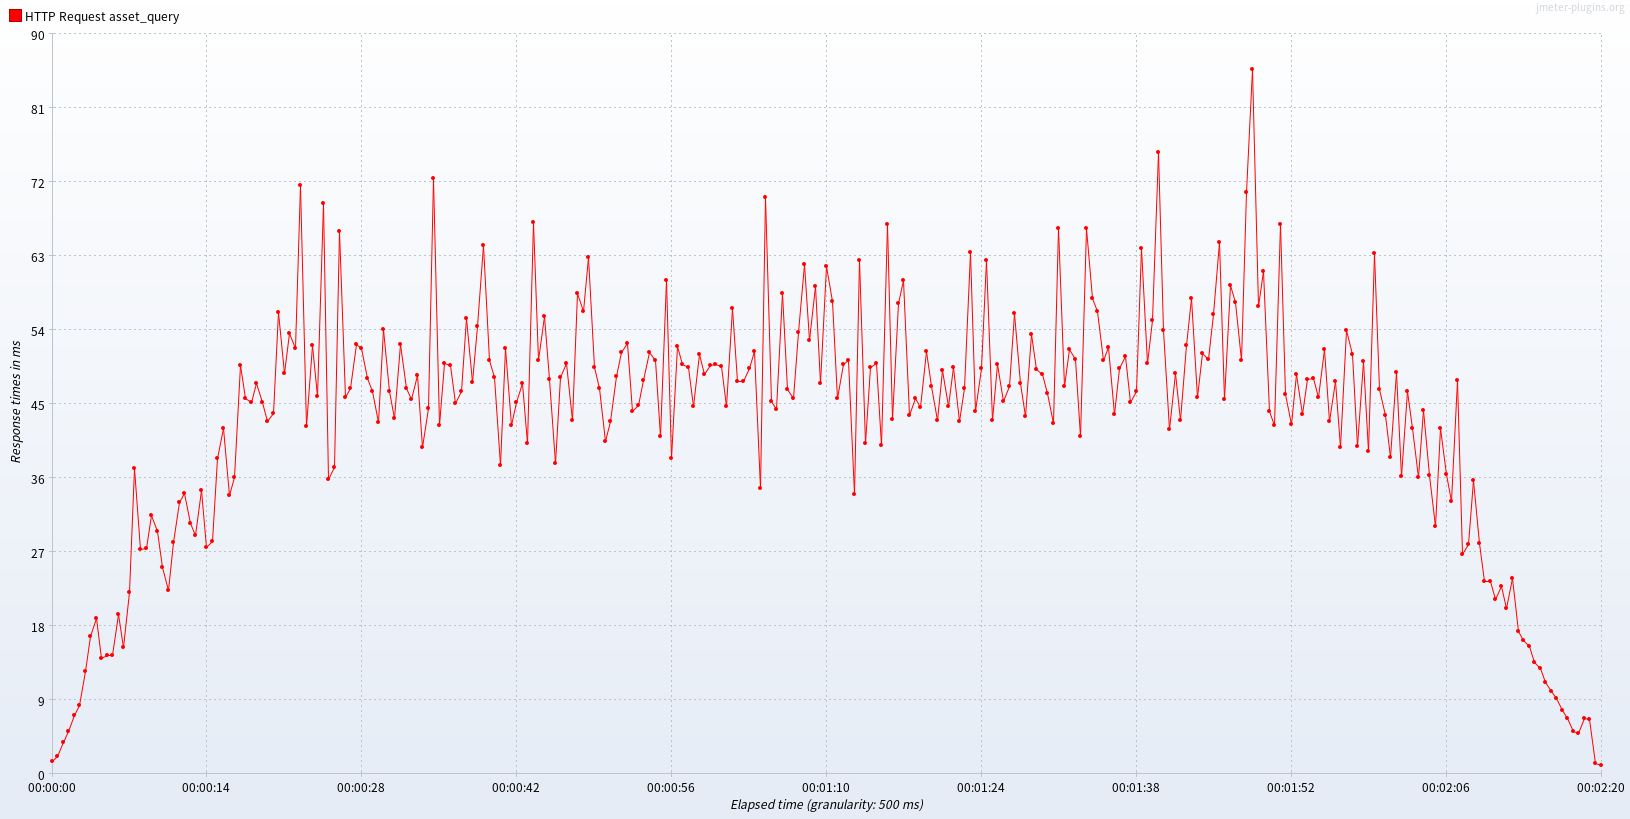 HTTP Request asset_query
jmeter-plugins.org
90
81
72
63
54
45
36
27
18
9
0
Response times in ms
00:00:00 00:00:14 00:00:28 00:00:42 00:00:56 00:01:10 00:01:24 00:01:38 00:01:52 00:02:06 00:02:20
Elapsed time (granularity: 500 ms)